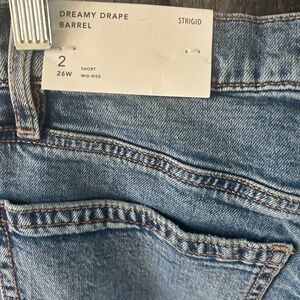 DREAMY DRAPE
BARREL
STRIGID
2
SHORT
26W
MID-RISE